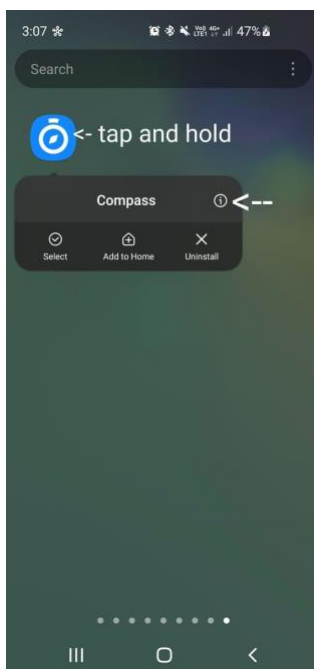 3:07
47%
Search
<- tap and hold
Compass
<--
Select Add to Home Uninstall